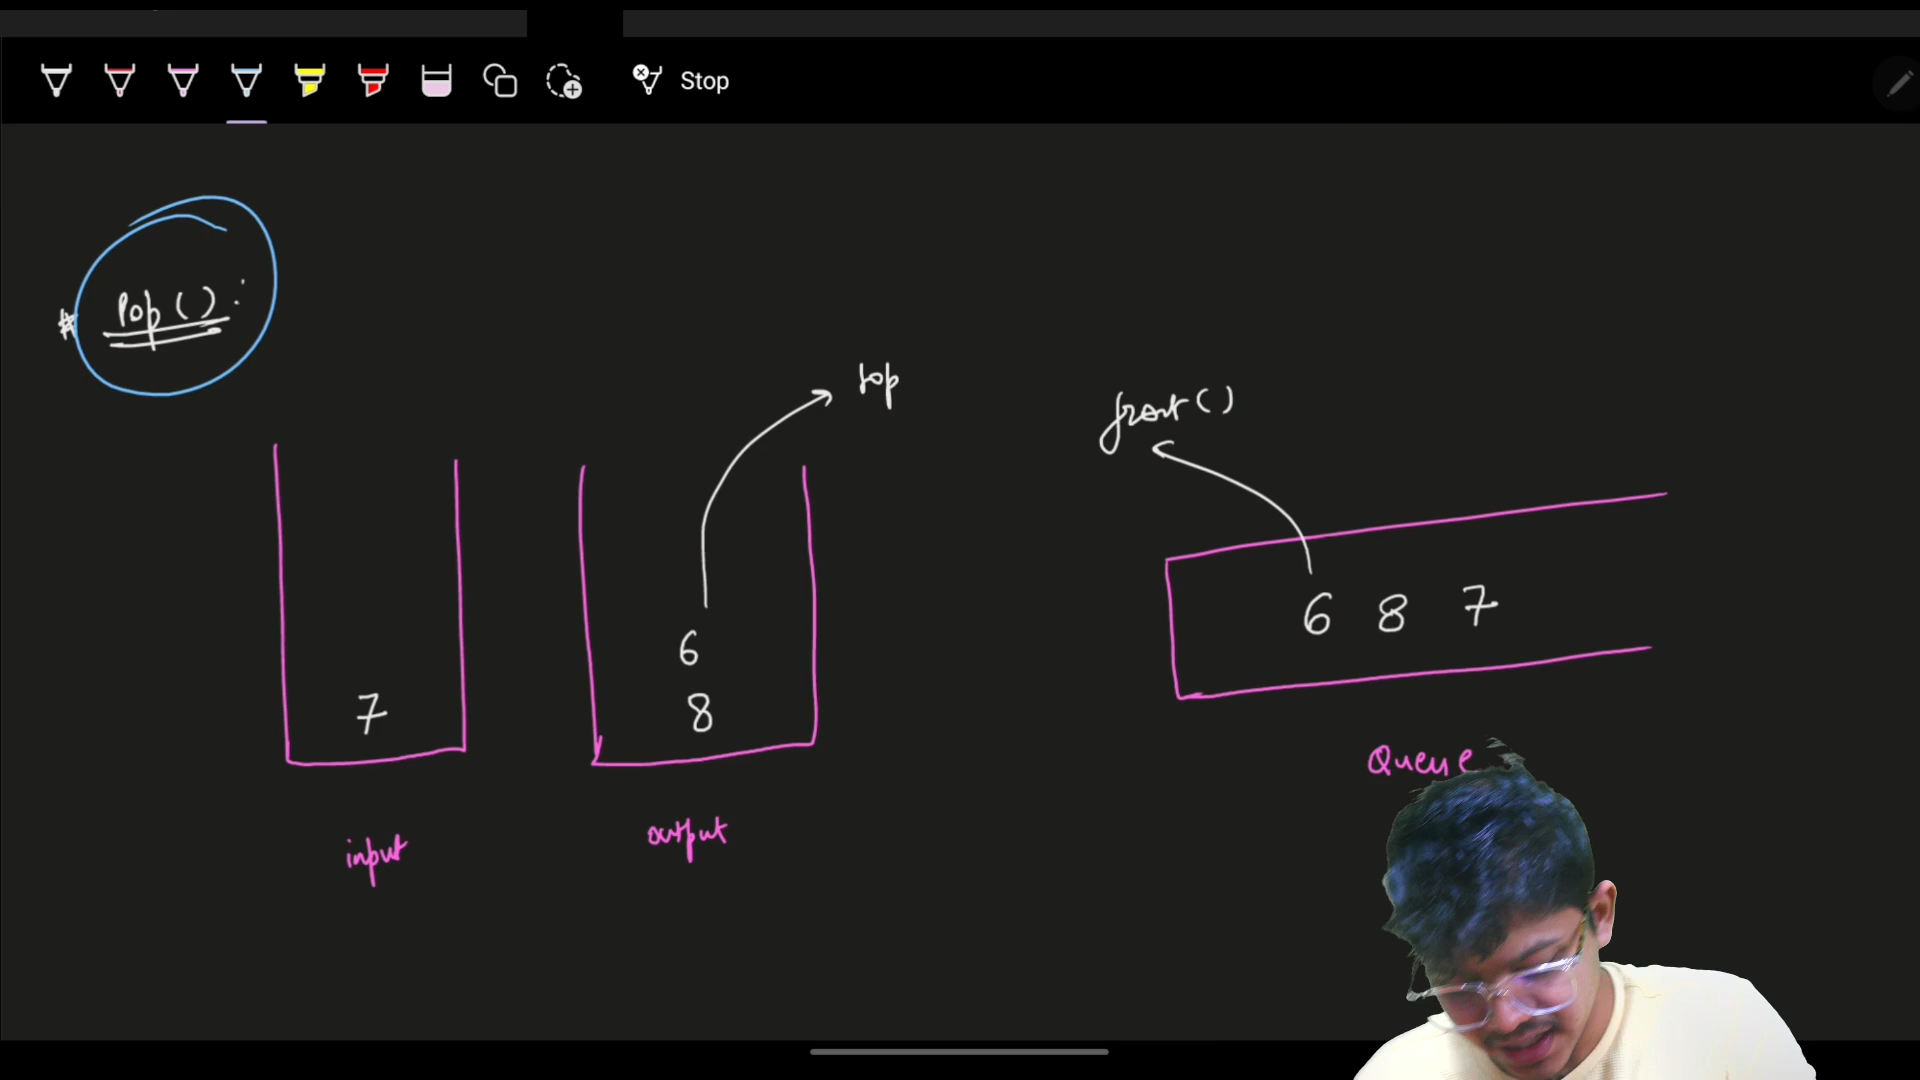 Stop
* Pop ( ) :
top
front ( )
6 8 7
6
7
8
Queue
input
output